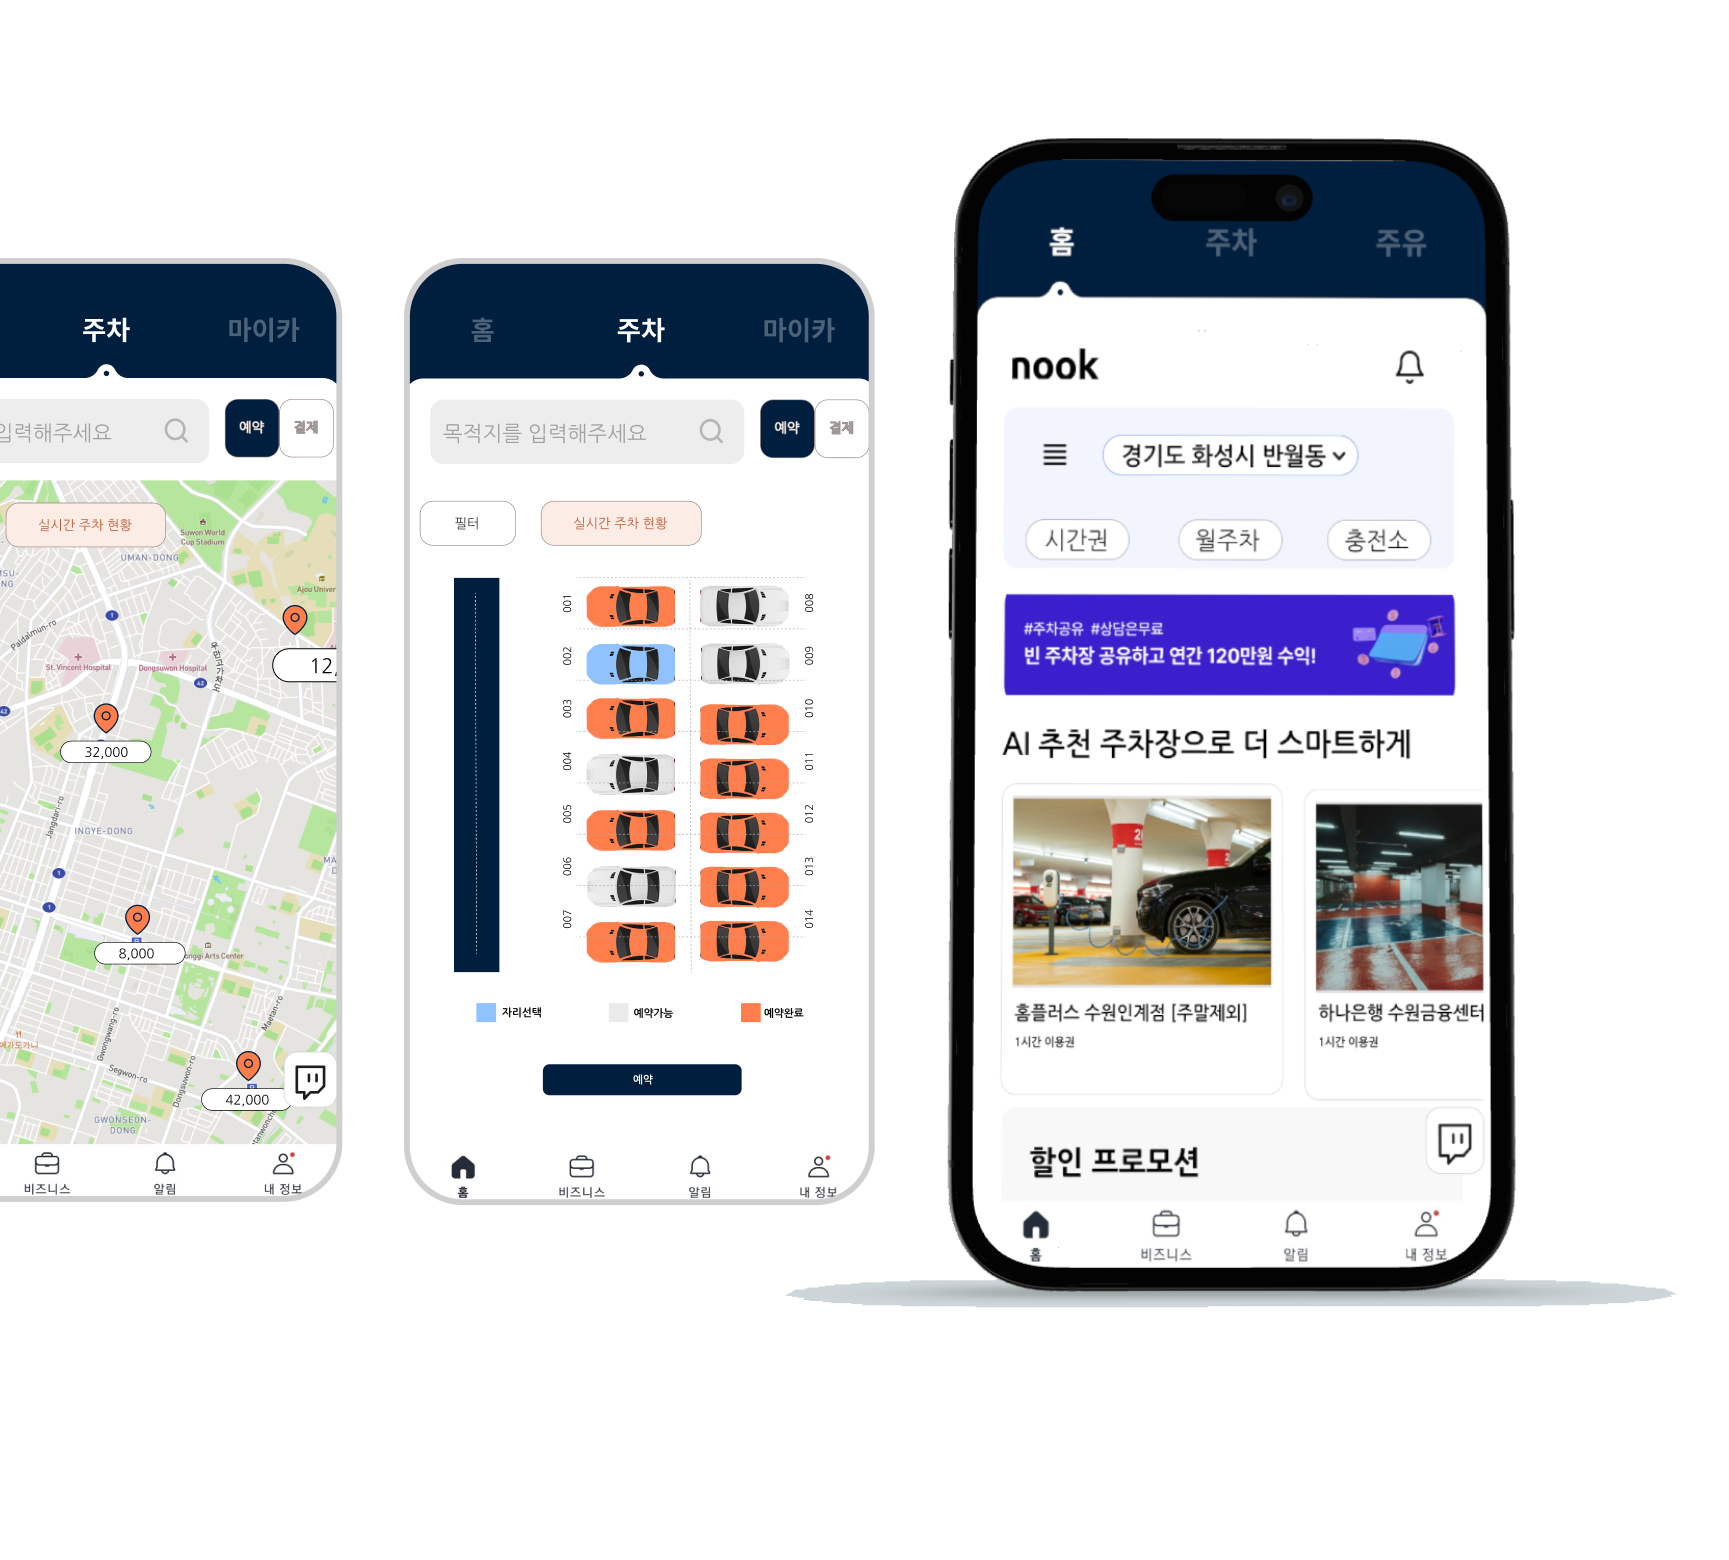 주차
마이카
입력해주세요
예약
결제
실시간 주차 현황
Suwon World
Cup Stadium
UMAN-DONG
Ajou Univer
Paldalmun-ro
St. Vincent Hospital
Dongsuwon Hospital
12,
32,000
Jangdari-ro
INGYE-DONG
8,000
onggi Arts Center
Gwongwang-ro
Maetan-ro
Segwon-ro
Dongsuwon-ro
42,000
GWONSEON-
DONG
비즈니스
알림
내 정보
홈
주차
마이카
목적지를 입력해주세요
예약
결제
필터
실시간 주차 현황
001
008
002
009
003
010
004
011
005
012
006
013
007
014
자리선택
예약가능
예약완료
예약
홈
비즈니스
알림
내 정보
홈
주차
주유
nook
경기도 화성시 반월동
시간권
월주차
충전소
#주차공유 #상담은무료
빈 주차장 공유하고 연간 120만원 수익!
AI 추천 주차장으로 더 스마트하게
홈플러스 수원인계점 [주말제외]
1시간 이용권
하나은행 수원금융센터
1시간 이용권
할인 프로모션
홈
비즈니스
알림
내 정보